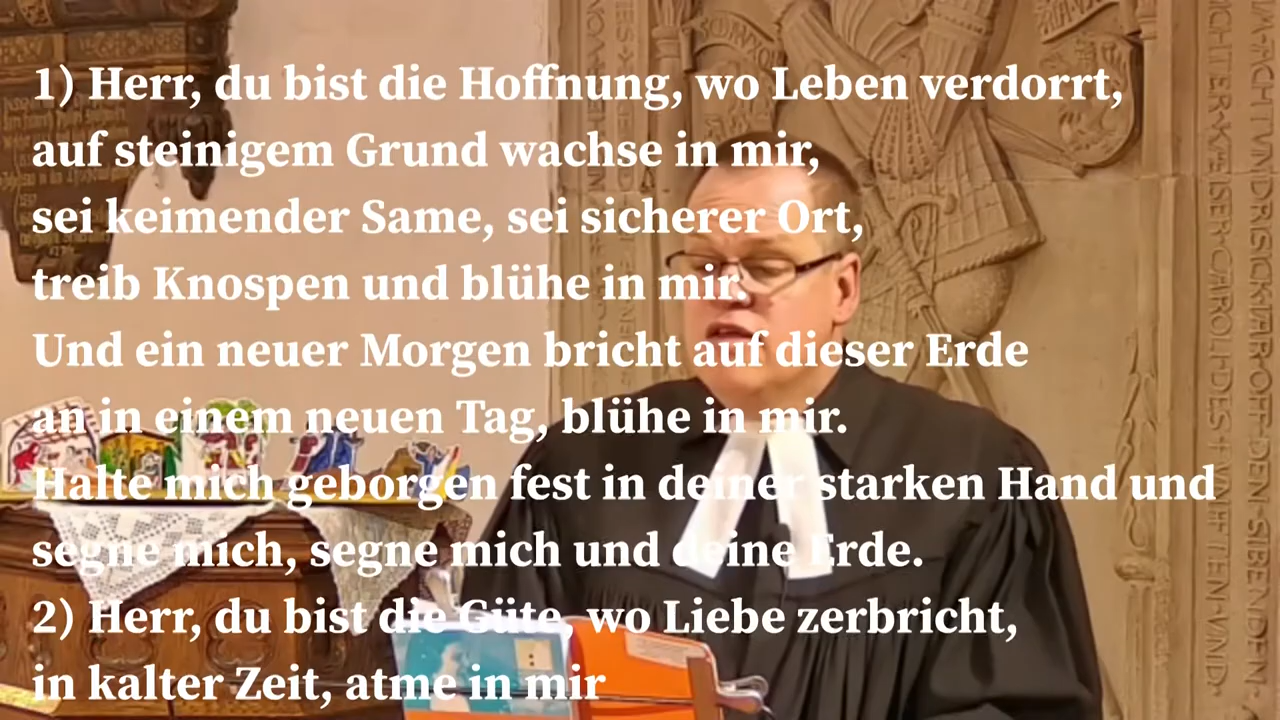 1) Herr, du bist die Hoffnung, wo Leben verdorrt,
auf steinigem Grund wachse in mir,
sei keimender Same, sei sicherer Ort,
treib Knospen und blühe in mir.
Und ein neuer Morgen bricht auf dieser Erde
an in einem neuen Tag, blühe in mir.
Halte mich geborgen fest in deiner starken Hand und
segne mich, segne mich und deine Erde.
2) Herr, du bist die Güte, wo Liebe zerbricht,
in kalter Zeit, atme in mir